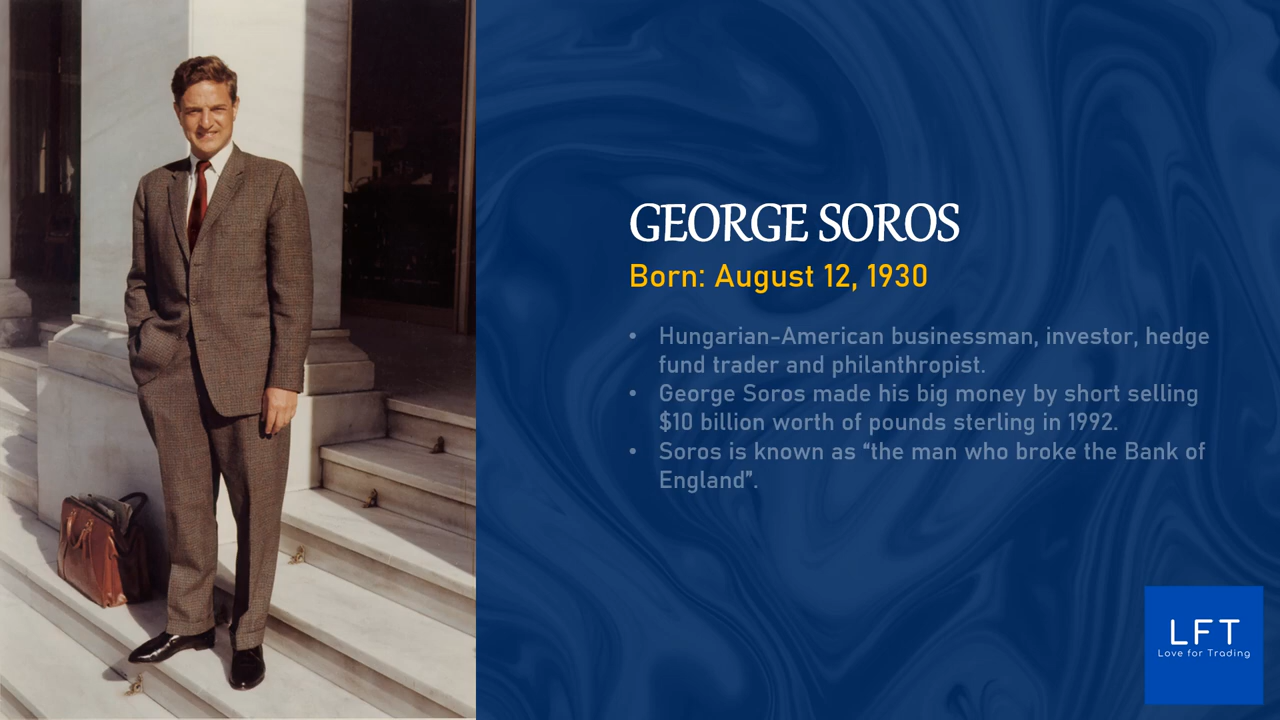 GEORGE SOROS
Born: August 12, 1930
• Hungarian-American businessman, investor, hedge
fund trader and philanthropist.
• George Soros made his big money by short selling
$10 billion worth of pounds sterling in 1992.
• Soros is known as “the man who broke the Bank of
England”.
LFT
Love for Trading